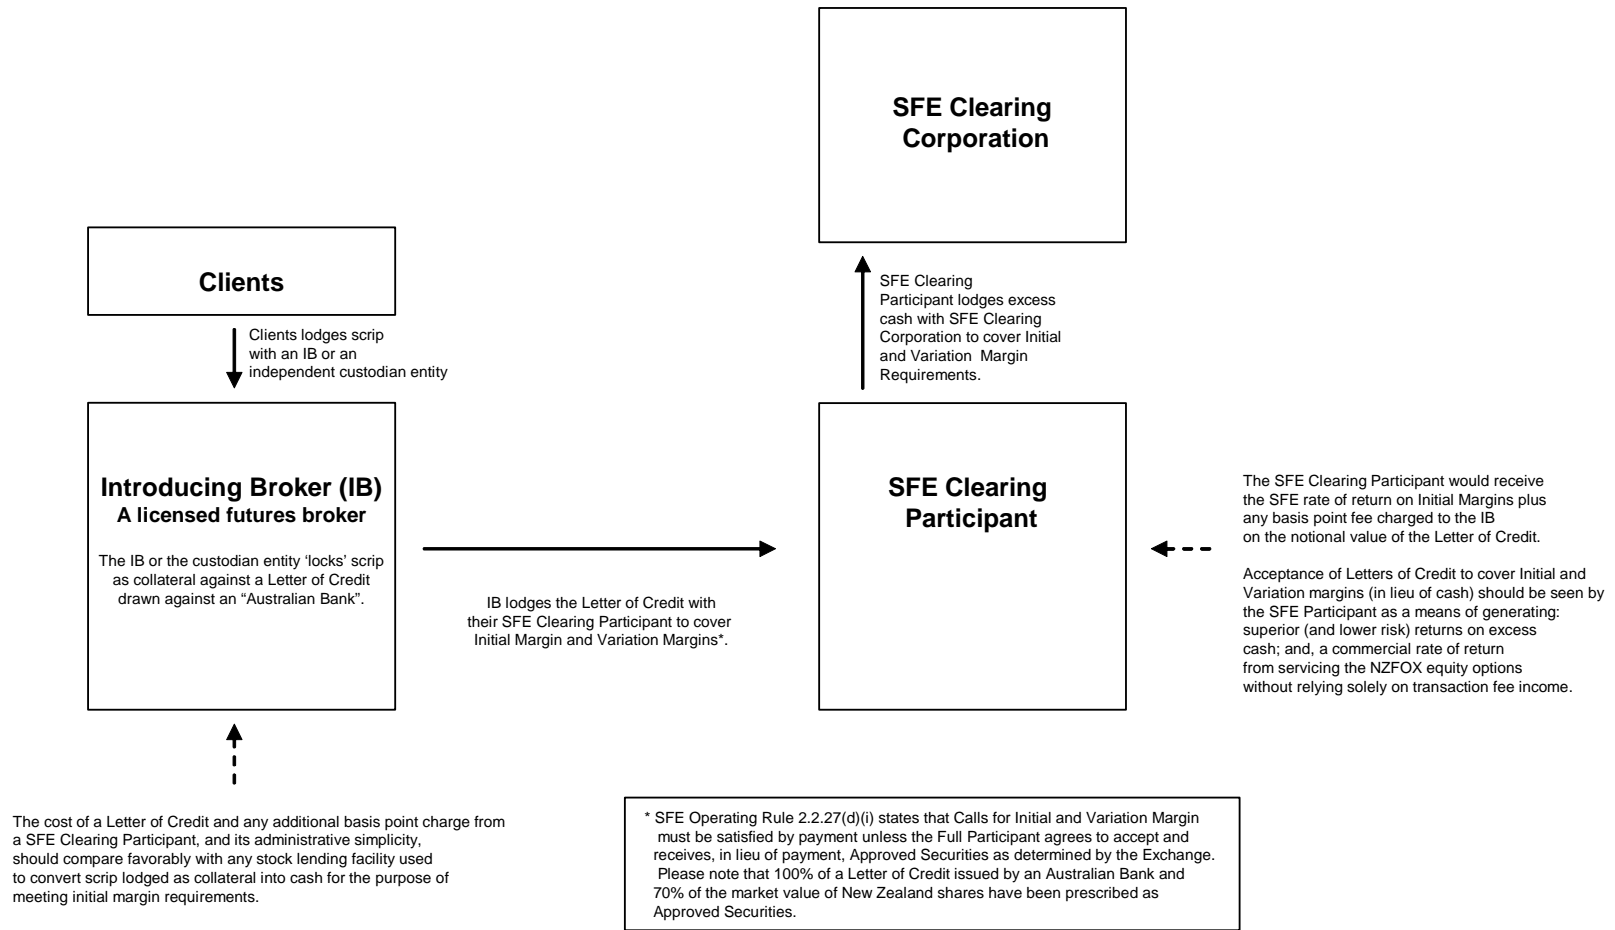 SFE Clearing
Corporation
Clients
SFE Clearing
Participant lodges excess
cash with SFE Clearing
Corporation to cover Initial
and Variation Margin
Requirements.
Clients lodges scrip
with an IB or an
independent custodian entity
Introducing Broker (IB)
A licensed futures broker
The IB or the custodian entity ‘locks’ scrip
as collateral against a Letter of Credit
drawn against an “Australian Bank”.
IB lodges the Letter of Credit with
their SFE Clearing Participant to cover
Initial Margin and Variation Margins*.
SFE Clearing
Participant
The SFE Clearing Participant would receive
the SFE rate of return on Initial Margins plus
any basis point fee charged to the IB
on the notional value of the Letter of Credit.
Acceptance of Letters of Credit to cover Initial and
Variation margins (in lieu of cash) should be seen by
the SFE Participant as a means of generating:
superior (and lower risk) returns on excess
cash; and, a commercial rate of return
from servicing the NZFOX equity options
without relying solely on transaction fee income.
The cost of a Letter of Credit and any additional basis point charge from
a SFE Clearing Participant, and its administrative simplicity,
should compare favorably with any stock lending facility used
to convert scrip lodged as collateral into cash for the purpose of
meeting initial margin requirements.
* SFE Operating Rule 2.2.27(d)(i) states that Calls for Initial and Variation Margin
must be satisfied by payment unless the Full Participant agrees to accept and
receives, in lieu of payment, Approved Securities as determined by the Exchange.
Please note that 100% of a Letter of Credit issued by an Australian Bank and
70% of the market value of New Zealand shares have been prescribed as
Approved Securities.